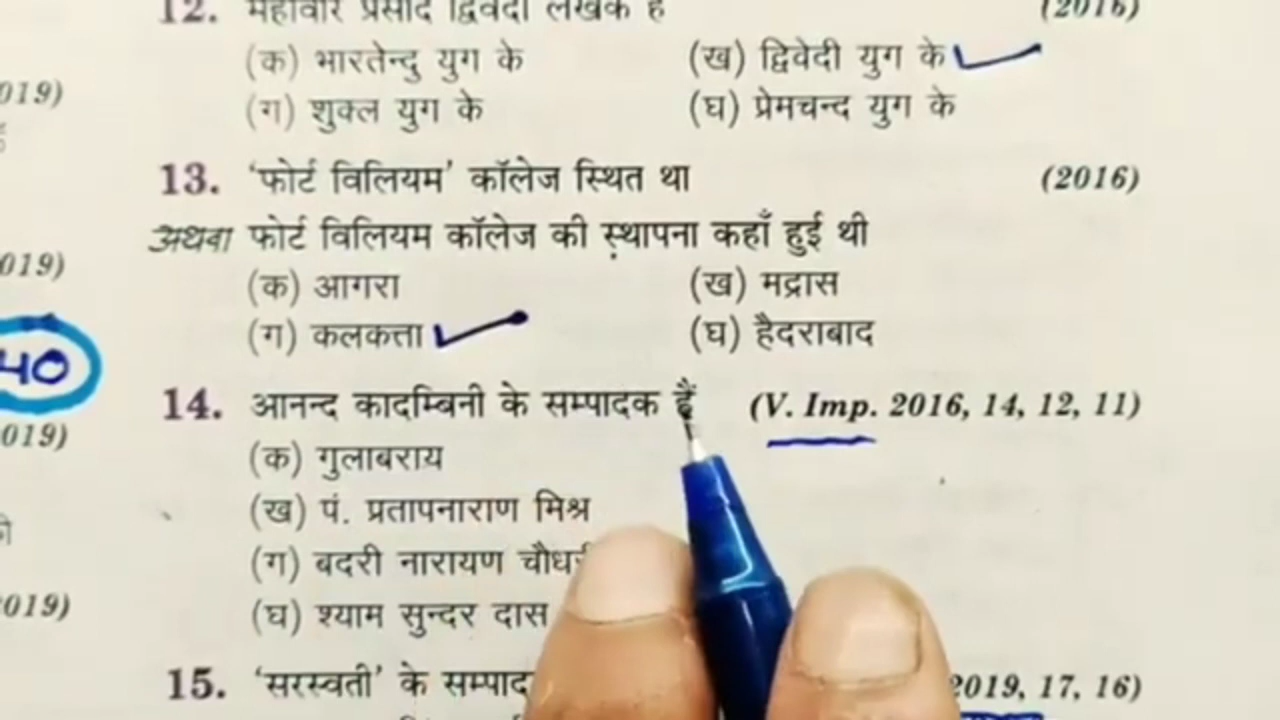 019)
019)
40
019)
019)
12. महावीर प्रसाद द्विवेदी लेखक हैं (2016)
(क) भारतेन्दु युग के (ख) द्विवेदी युग के
(ग) शुक्ल युग के (घ) प्रेमचन्द युग के
13. 'फोर्ट विलियम' कॉलेज स्थित था (2016)
अथवा फोर्ट विलियम कॉलेज की स्थापना कहाँ हुई थी
(क) आगरा (ख) मद्रास
(ग) कलकत्ता (घ) हैदराबाद
14. आनन्द कादम्बिनी के सम्पादक हैं (V. Imp. 2016, 14, 12, 11)
(क) गुलाबराय
(ख) पं. प्रतापनाराण मिश्र
(ग) बदरी नारायण
(घ) श्याम सुन्दर दास
15. 'सरस्वती' के 2019, 17, 16)